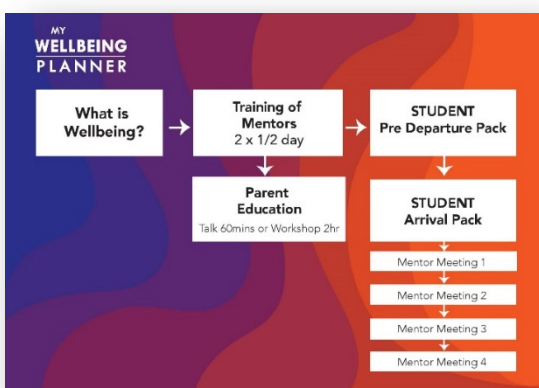 MY
WELLBEING
PLANNER
What is
Wellbeing?
Training of
Mentors
2 x 1/2 day
STUDENT
Pre Departure Pack
Parent
Education
Talk 60mins or Workshop 2hr
STUDENT
Arrival Pack
Mentor Meeting 1
Mentor Meeting 2
Mentor Meeting 3
Mentor Meeting 4